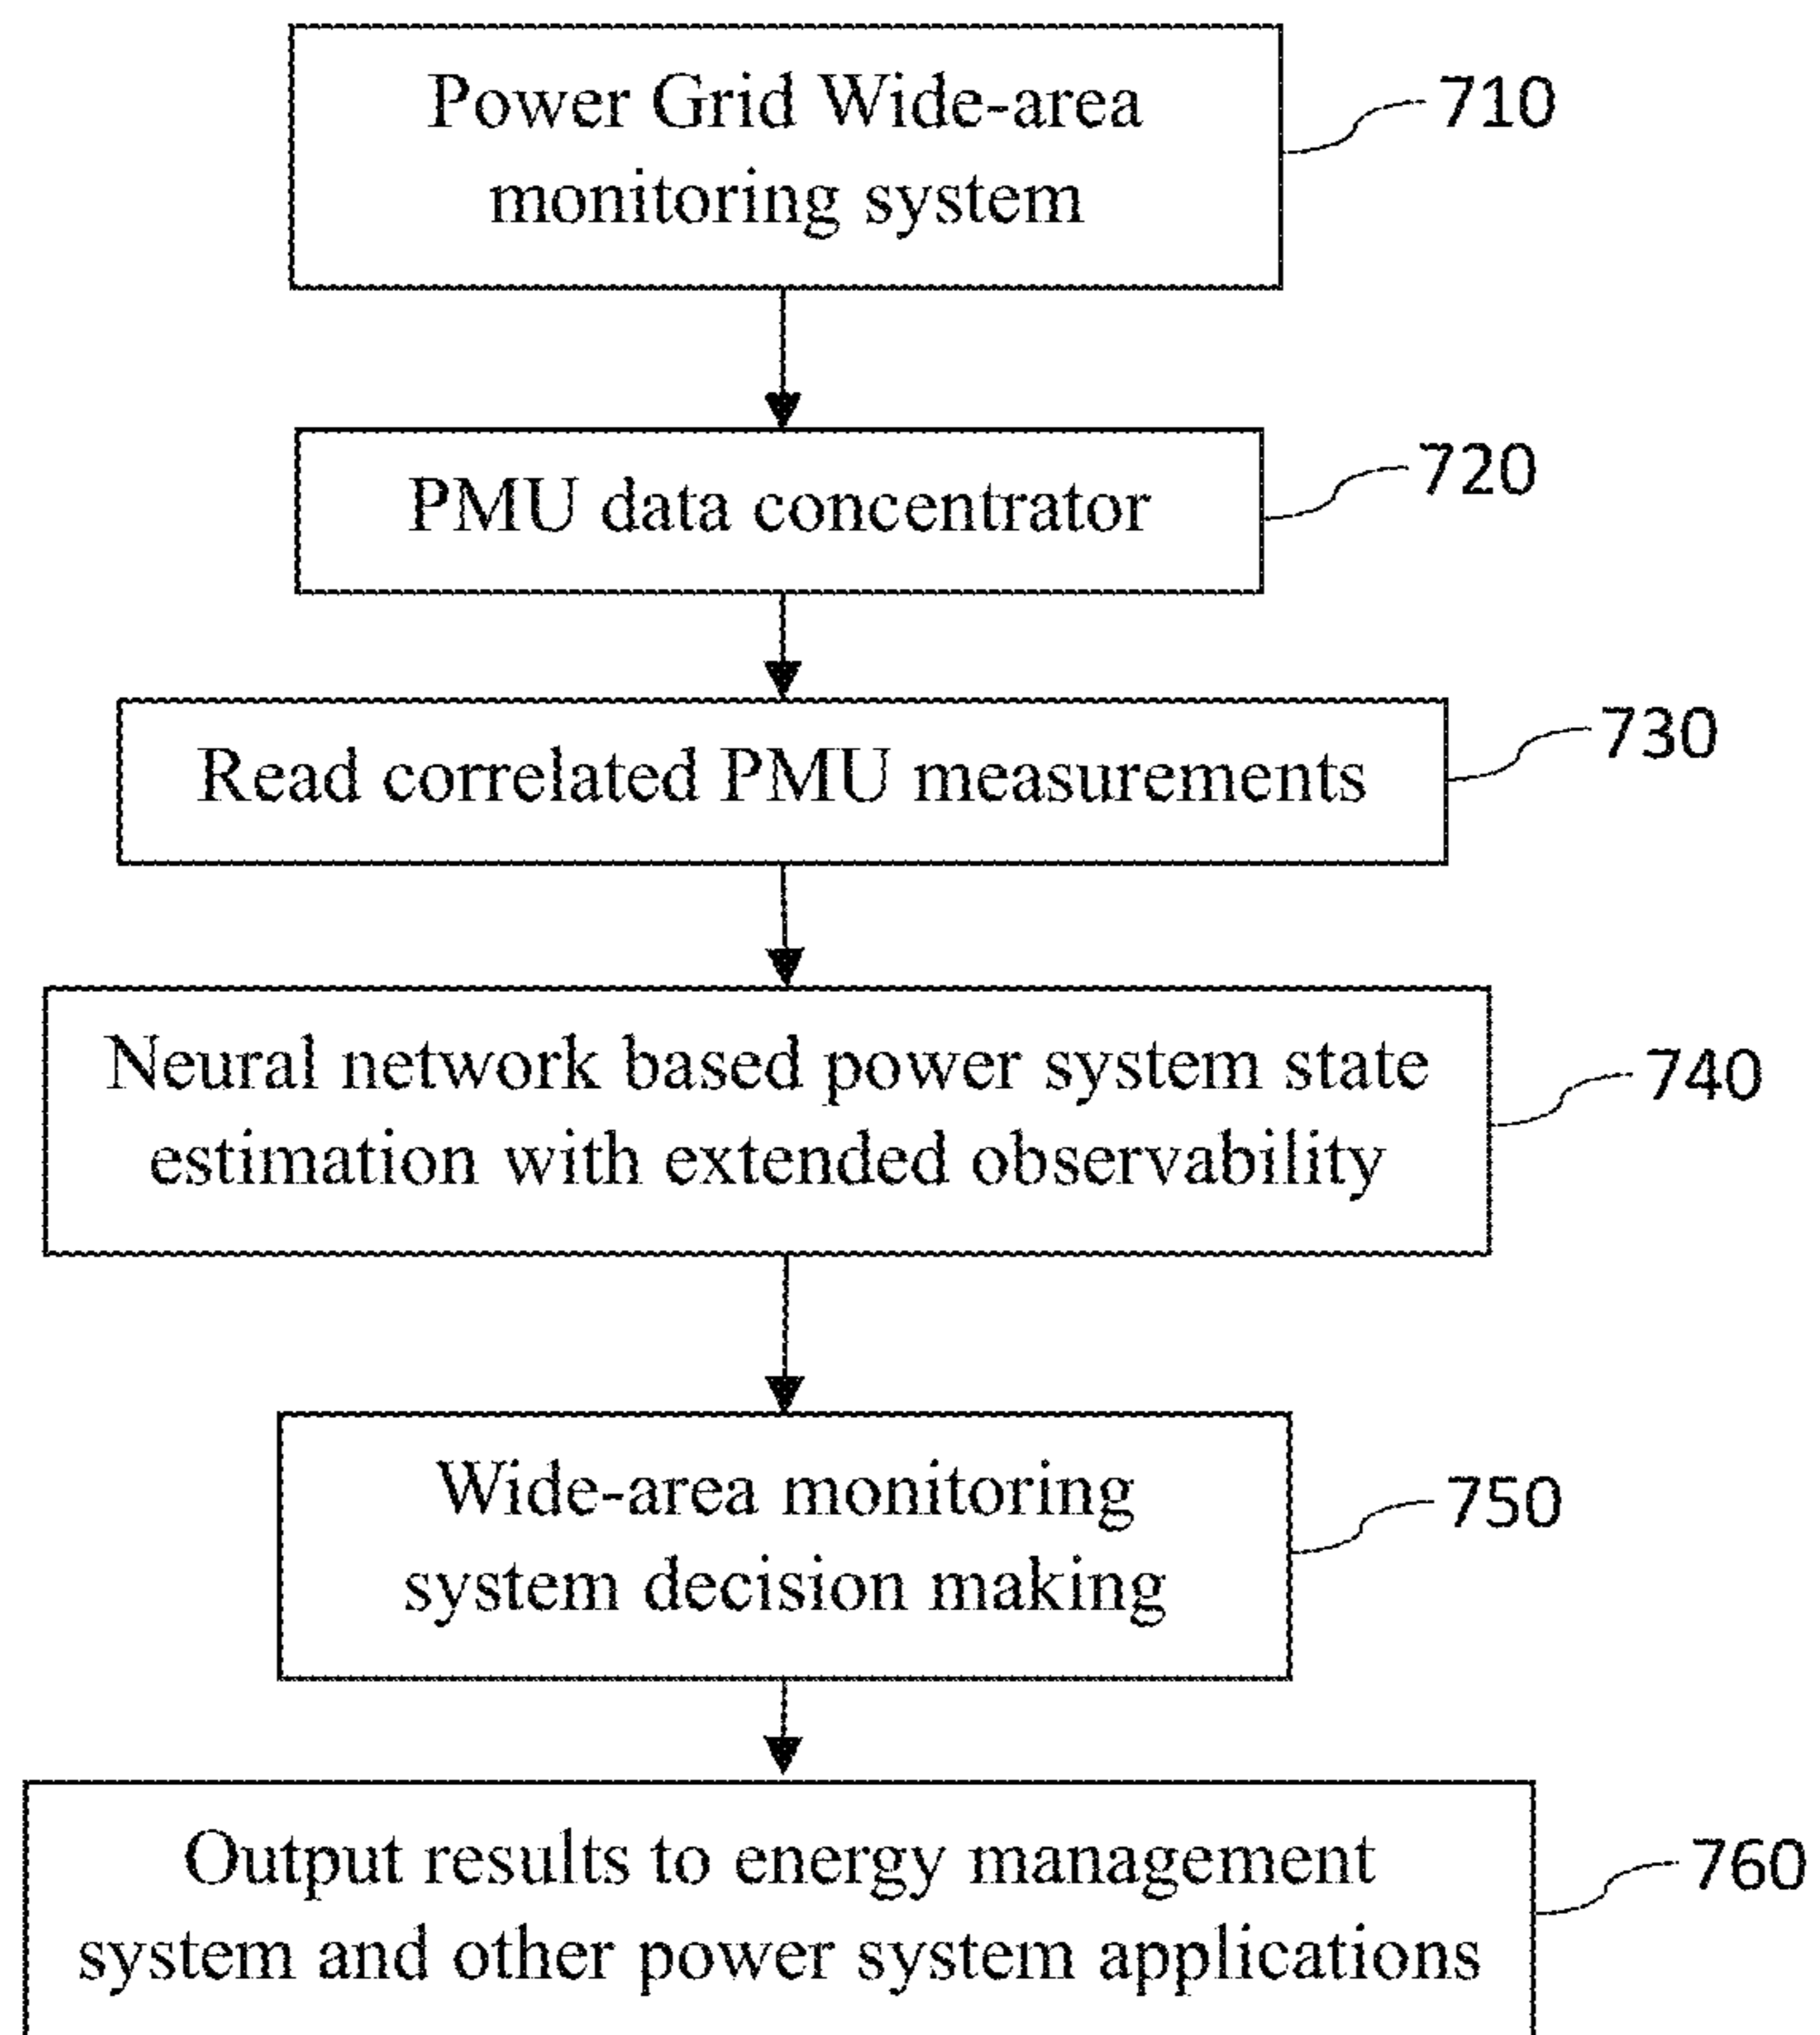 Power Grid Wide-area
monitoring system
710
PMU data concentrator
720
Read correlated PMU measurements
730
Neural network based power system state
estimation with extended observability
740
Wide-area monitoring
system decision making
750
Output results to energy management
system and other power system applications
760